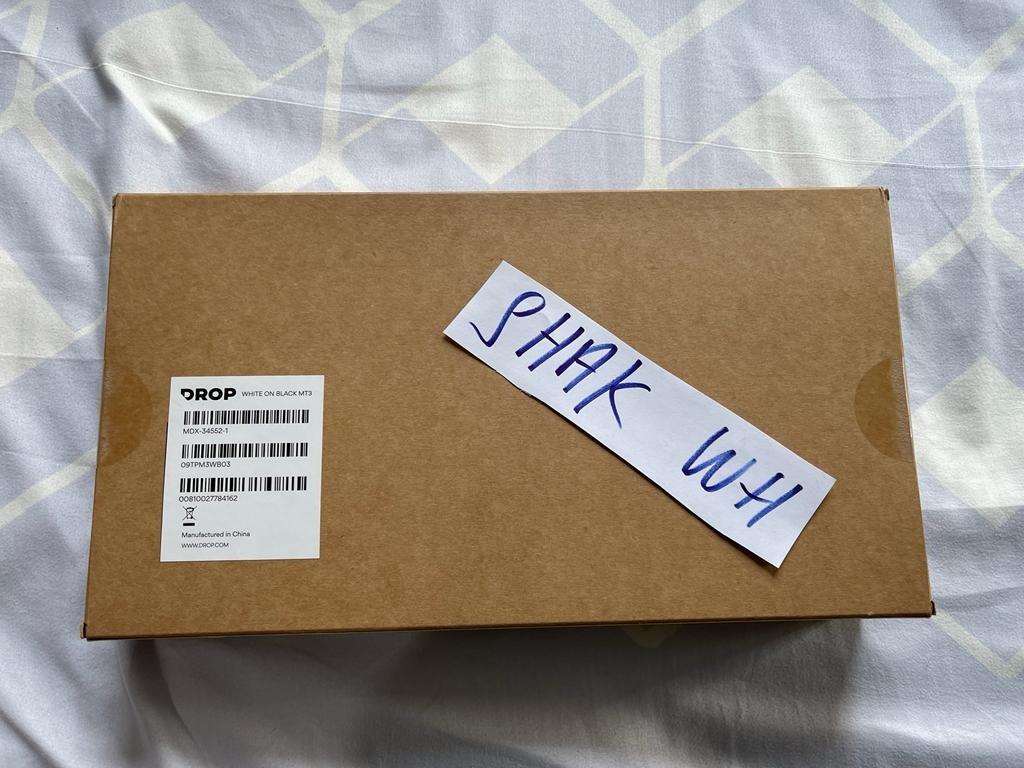 DROP WHITE ON BLACK MT3
MDX-34552-1
09TPM3WB03
00810027784162
Manufactured in China
WWW.DROP.COM
SHAK WH